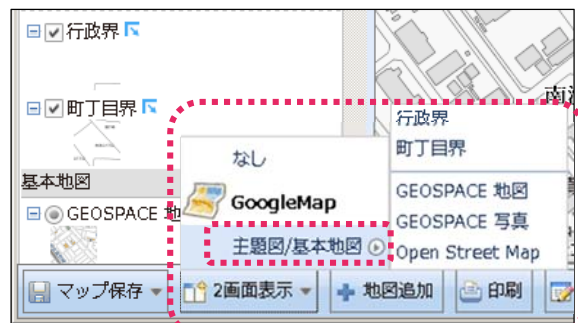 行政界
町丁目界
基本地図
GEOSPACE 地
なし
GoogleMap
主題図/基本地図
行政界
町丁目界
GEOSPACE 地図
GEOSPACE 写真
Open Street Map
南
マップ保存
2画面表示
地図追加
印刷